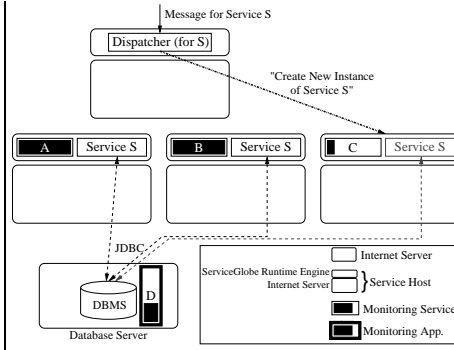 Message for Service S
Dispatcher (for S)
"Create New Instance
of Service S"
A
Service S
B
Service S
C
Service S
JDBC
DBMS
D
Database Server
Internet Server
ServiceGlobe Runtime Engine
Internet Server
Service Host
Monitoring Service
Monitoring App.